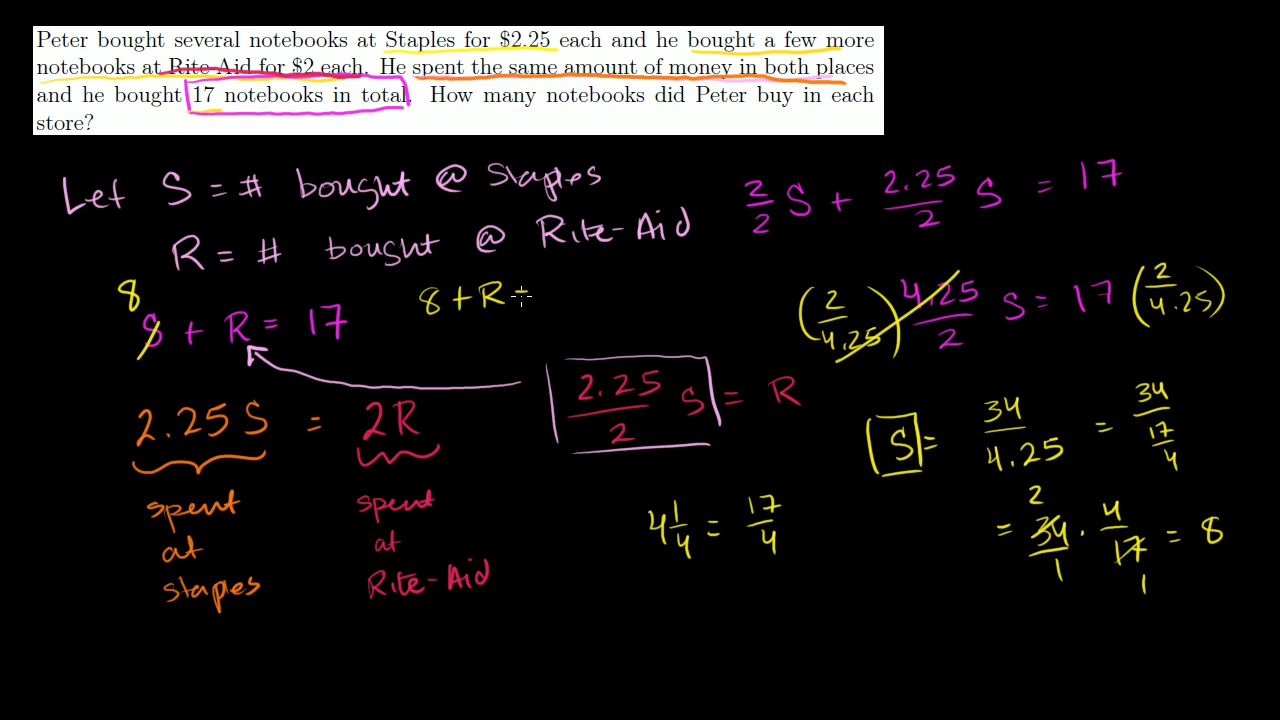 Peter bought several notebooks at Staples for $2.25 each and he bought a few more
notebooks at Rite Aid for $2 each. He spent the same amount of money in both places
and he bought 17 notebooks in total. How many notebooks did Peter buy in each
store?
Let S = # bought @ Staples
R = # bought @ Rite-Aid
8
S + R = 17
8 + R =
2.25 S = 2R
spent
at
staples
spent
at
Rite-Aid
2.25/2 S = R
4 1/4 = 17/4
2/2 S + 2.25/2 S = 17
(2/4.25) 4.25/2 S = 17 (2/4.25)
S = 34/4.25 = 34/(17/4)
2
= 34/1 · 4/17 = 8
1